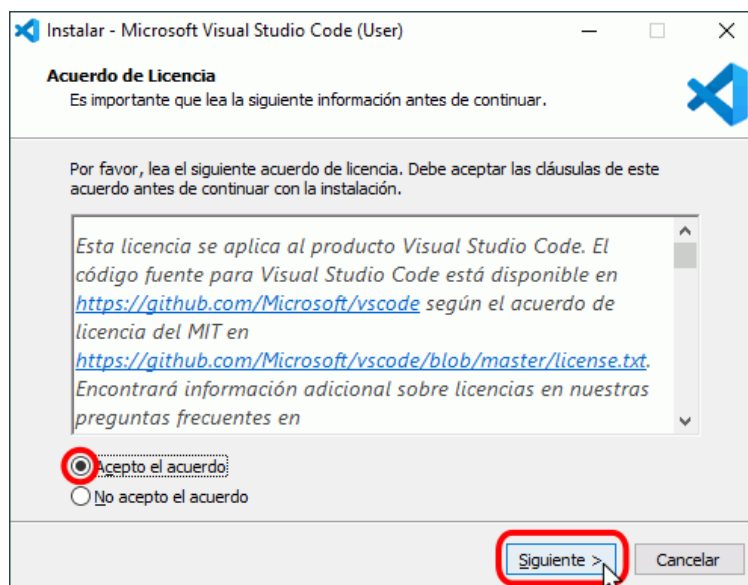 Instalar - Microsoft Visual Studio Code (User)
Acuerdo de Licencia
Es importante que lea la siguiente información antes de continuar.
Por favor, lea el siguiente acuerdo de licencia. Debe aceptar las cláusulas de este
acuerdo antes de continuar con la instalación.
Esta licencia se aplica al producto Visual Studio Code. El
código fuente para Visual Studio Code está disponible en
https://github.com/Microsoft/vscode según el acuerdo de
licencia del MIT en
https://github.com/Microsoft/vscode/blob/master/license.txt.
Encontrará información adicional sobre licencias en nuestras
preguntas frecuentes en
Acepto el acuerdo
No acepto el acuerdo
Siguiente > Cancelar